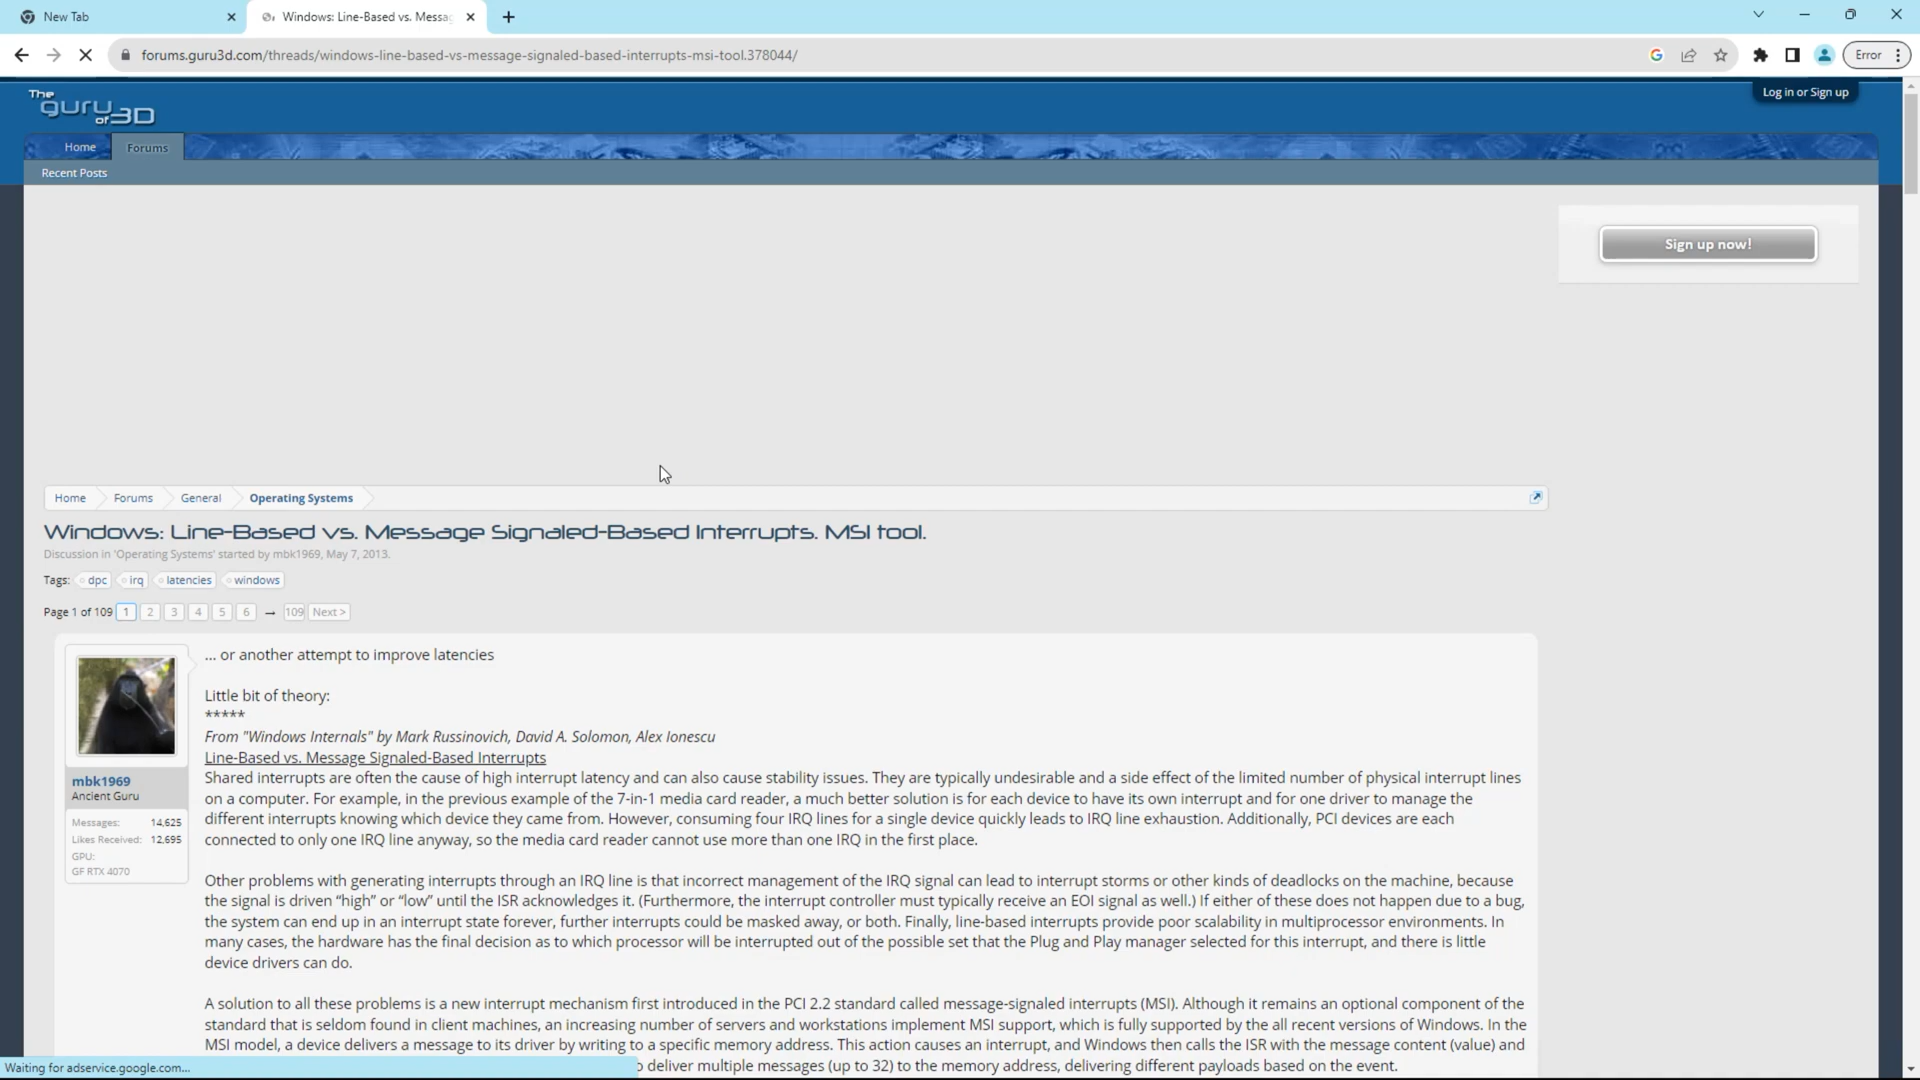 New Tab
Windows: Line-Based vs. Messag
forums.guru3d.com/threads/windows-line-based-vs-message-signaled-based-interrupts-msi-tool.378044/
Error
The
guru
of 3D
Log in or Sign up
Home
Forums
Recent Posts
Sign up now!
Home
Forums
General
Operating Systems
Windows: Line-Based vs. Message Signaled-Based Interrupts. MSI tool.
Discussion in 'Operating Systems' started by mbk1969, May 7, 2013.
Tags: dpc irq latencies windows
Page 1 of 109 1 2 3 4 5 6 → 109 Next >
... or another attempt to improve latencies
Little bit of theory:
*****
From "Windows Internals" by Mark Russinovich, David A. Solomon, Alex Ionescu
Line-Based vs. Message Signaled-Based Interrupts
Shared interrupts are often the cause of high interrupt latency and can also cause stability issues. They are typically undesirable and a side effect of the limited number of physical interrupt lines
on a computer. For example, in the previous example of the 7-in-1 media card reader, a much better solution is for each device to have its own interrupt and for one driver to manage the
different interrupts knowing which device they came from. However, consuming four IRQ lines for a single device quickly leads to IRQ line exhaustion. Additionally, PCI devices are each
connected to only one IRQ line anyway, so the media card reader cannot use more than one IRQ in the first place.
mbk1969
Ancient Guru
Messages: 14,625
Likes Received: 12,695
GPU:
GF RTX 4070
Other problems with generating interrupts through an IRQ line is that incorrect management of the IRQ signal can lead to interrupt storms or other kinds of deadlocks on the machine, because
the signal is driven “high” or “low” until the ISR acknowledges it. (Furthermore, the interrupt controller must typically receive an EOI signal as well.) If either of these does not happen due to a bug,
the system can end up in an interrupt state forever, further interrupts could be masked away, or both. Finally, line-based interrupts provide poor scalability in multiprocessor environments. In
many cases, the hardware has the final decision as to which processor will be interrupted out of the possible set that the Plug and Play manager selected for this interrupt, and there is little
device drivers can do.
A solution to all these problems is a new interrupt mechanism first introduced in the PCI 2.2 standard called message-signaled interrupts (MSI). Although it remains an optional component of the
standard that is seldom found in client machines, an increasing number of servers and workstations implement MSI support, which is fully supported by the all recent versions of Windows. In the
MSI model, a device delivers a message to its driver by writing to a specific memory address. This action causes an interrupt, and Windows then calls the ISR with the message content (value) and
o deliver multiple messages (up to 32) to the memory address, delivering different payloads based on the event.
Waiting for adservice.google.com...